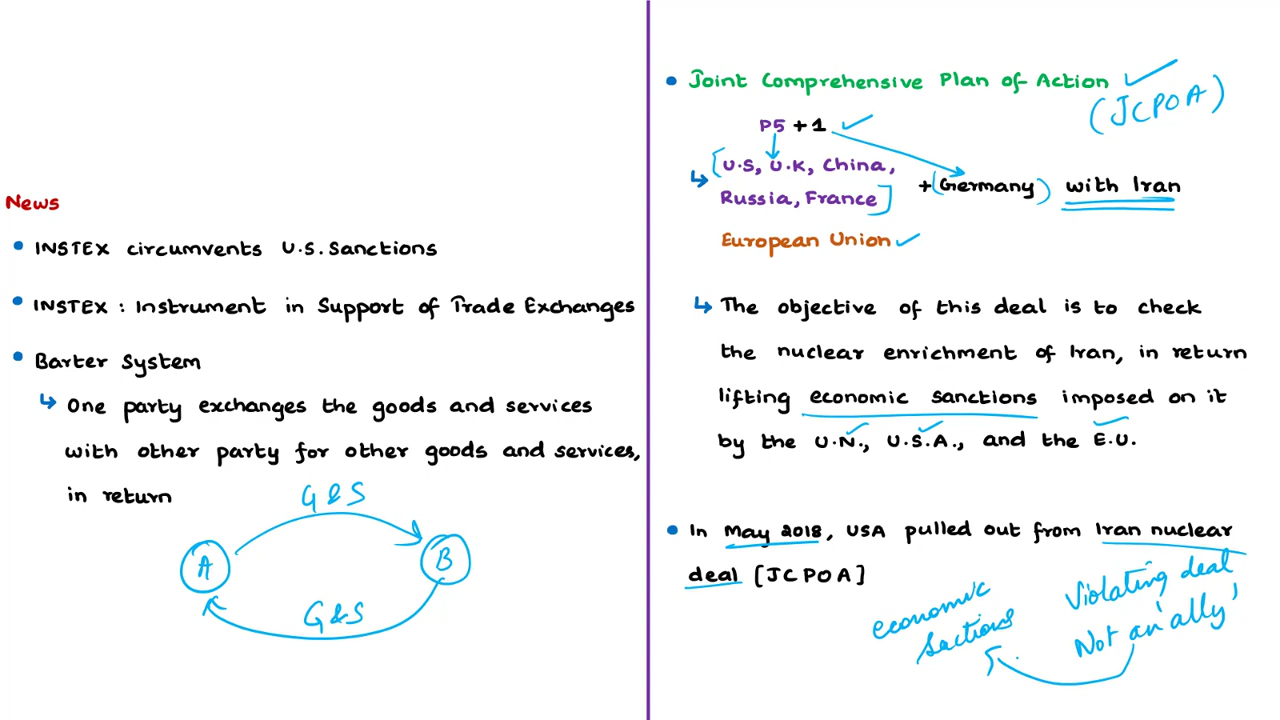 News
• INSTEX circumvents U.S. Sanctions
• INSTEX : Instrument in Support of Trade Exchanges
• Barter System
↳ One party exchanges the goods and services
with other party for other goods and services,
in return
G & S
A
B
G & S
• Joint Comprehensive Plan of Action ✓
(JCPOA)
P5 + 1 ✓
↳ [U.S, U.K, China,
Russia, France]
+ (Germany) with Iran
European Union ✓
↳ The objective of this deal is to check
the nuclear enrichment of Iran, in return
lifting economic sanctions imposed on it
by the U.N., U.S.A., and the E.U.
• In May 2018, USA pulled out from Iran nuclear
deal [JCPOA]
Violating deal
Not an 'ally'
economic
sactions